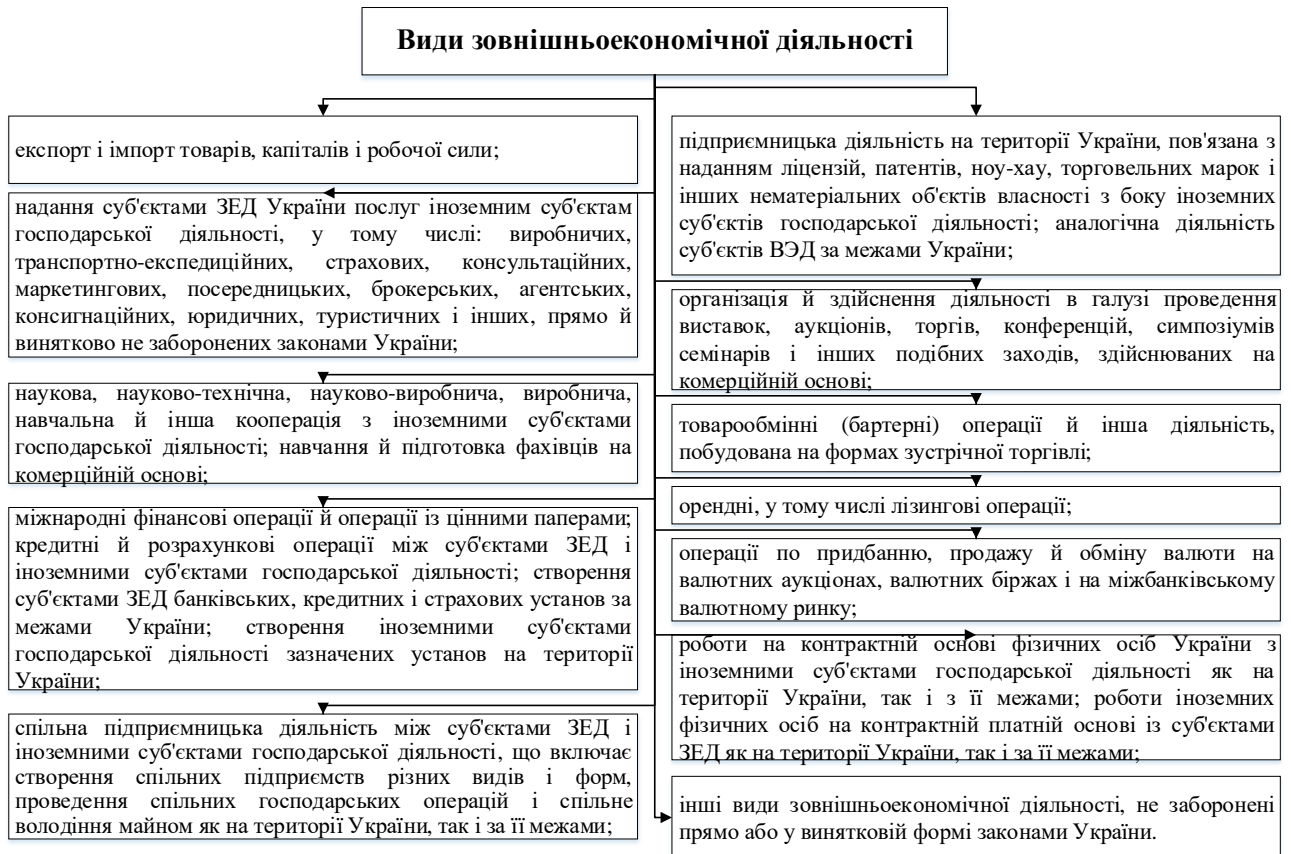 Види зовнішньоекономічної діяльності
експорт і імпорт товарів, капіталів і робочої сили;
надання суб'єктами ЗЕД України послуг іноземним суб'єктам
господарської діяльності, у тому числі: виробничих,
транспортно-експедиційних, страхових, консультаційних,
маркетингових, посередницьких, брокерських, агентських,
консигнаційних, юридичних, туристичних і інших, прямо й
винятково не заборонених законами України;
наукова, науково-технічна, науково-виробнича, виробнича,
навчальна й інша кооперація з іноземними суб'єктами
господарської діяльності; навчання й підготовка фахівців на
комерційній основі;
міжнародні фінансові операції й операції із цінними паперами;
кредитні й розрахункові операції між суб'єктами ЗЕД і
іноземними суб'єктами господарської діяльності; створення
суб'єктами ЗЕД банківських, кредитних і страхових установ за
межами України; створення іноземними суб'єктами
господарської діяльності зазначених установ на території
України;
спільна підприємницька діяльність між суб'єктами ЗЕД і
іноземними суб'єктами господарської діяльності, що включає
створення спільних підприємств різних видів і форм,
проведення спільних господарських операцій і спільне
володіння майном як на території України, так і за її межами;
підприємницька діяльність на території України, пов'язана з
наданням ліцензій, патентів, ноу-хау, торговельних марок і
інших нематеріальних об'єктів власності з боку іноземних
суб'єктів господарської діяльності; аналогічна діяльність
суб'єктів ВЭД за межами України;
організація й здійснення діяльності в галузі проведення
виставок, аукціонів, торгів, конференцій, симпозіумів
семінарів і інших подібних заходів, здійснюваних на
комерційній основі;
товарообмінні (бартерні) операції й інша діяльність,
побудована на формах зустрічної торгівлі;
орендні, у тому числі лізингові операції;
операції по придбанню, продажу й обміну валюти на
валютних аукціонах, валютних біржах і на міжбанківському
валютному ринку;
роботи на контрактній основі фізичних осіб України з
іноземними суб'єктами господарської діяльності як на
території України, так і з її межами; роботи іноземних
фізичних осіб на контрактній платній основі із суб'єктами
ЗЕД як на території України, так і за її межами;
інші види зовнішньоекономічної діяльності, не заборонені
прямо або у винятковій формі законами України.